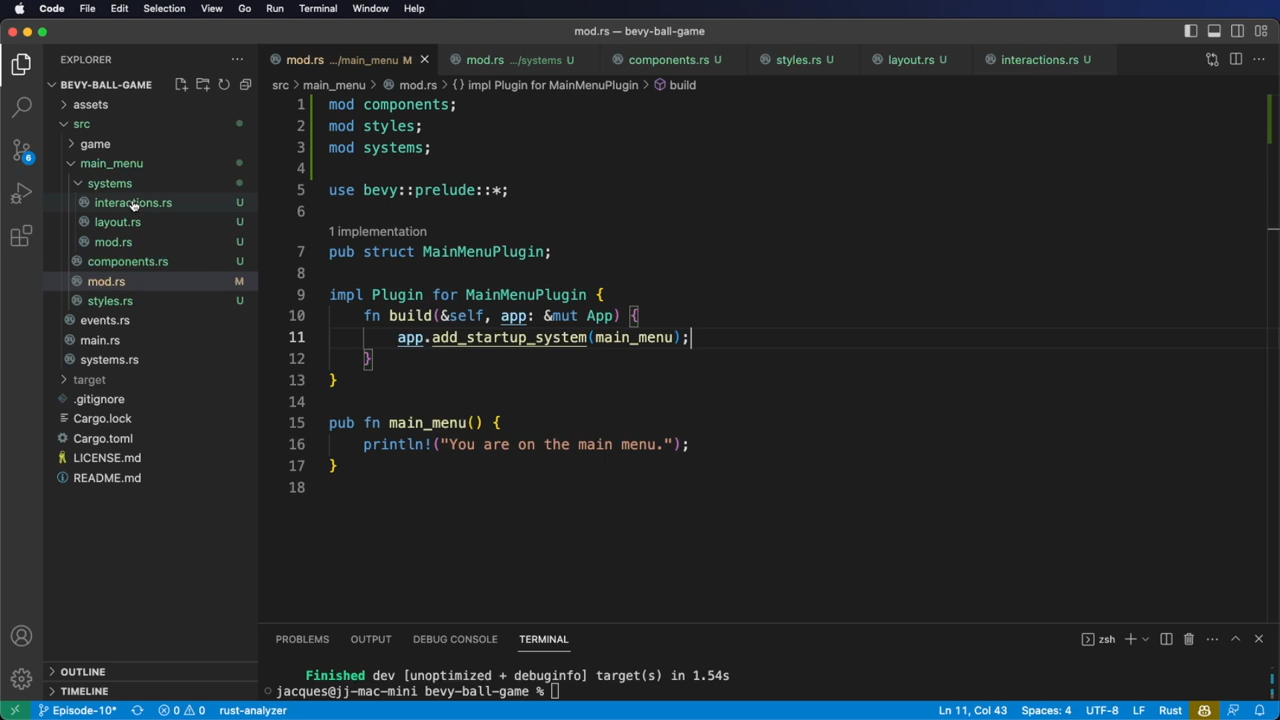 Code File Edit Selection View Go Run Terminal Window Help
mod.rs — bevy-ball-game
EXPLORER
mod.rs .../main_menu M
mod.rs .../systems U
components.rs U
styles.rs U
layout.rs U
interactions.rs U
BEVY-BALL-GAME
src > main_menu > mod.rs > {} impl Plugin for MainMenuPlugin > build
assets
src
game
main_menu
systems
interactions.rs U
layout.rs U
mod.rs U
components.rs U
mod.rs M
styles.rs U
events.rs
main.rs
systems.rs
target
.gitignore
Cargo.lock
Cargo.toml
LICENSE.md
README.md
OUTLINE
TIMELINE
6
1 mod components;
2 mod styles;
3 mod systems;
4
5 use bevy::prelude::*;
6
1 implementation
7 pub struct MainMenuPlugin;
8
9 impl Plugin for MainMenuPlugin {
10 fn build(&self, app: &mut App) {
11 app.add_startup_system(main_menu);
12 }
13 }
14
15 pub fn main_menu() {
16 println!("You are on the main menu.");
17 }
18
PROBLEMS OUTPUT DEBUG CONSOLE TERMINAL
zsh
Finished dev [unoptimized + debuginfo] target(s) in 1.54s
jacques@jj-mac-mini bevy-ball-game %
Episode-10* 0 0 rust-analyzer
Ln 11, Col 43 Spaces: 4 UTF-8 LF Rust